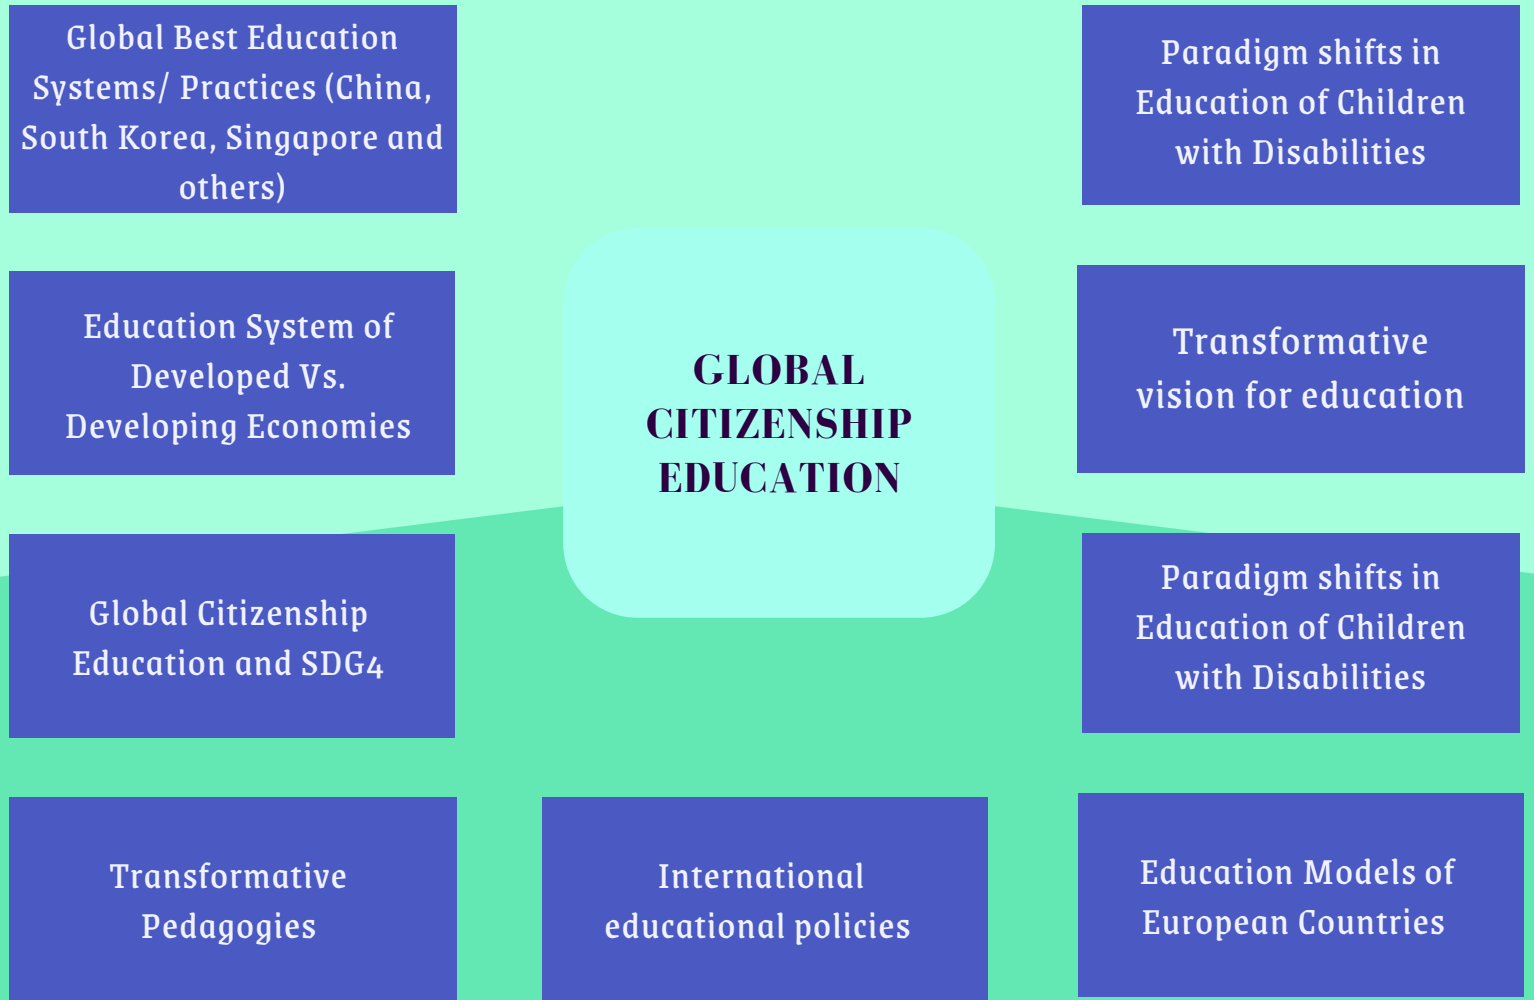 Global Best Education
Systems/ Practices (China,
South Korea, Singapore and
others)
Paradigm shifts in
Education of Children
with Disabilities
Education System of
Developed Vs.
Developing Economies
GLOBAL
CITIZENSHIP
EDUCATION
Transformative
vision for education
Global Citizenship
Education and SDG4
Paradigm shifts in
Education of Children
with Disabilities
Transformative
Pedagogies
International
educational policies
Education Models of
European Countries